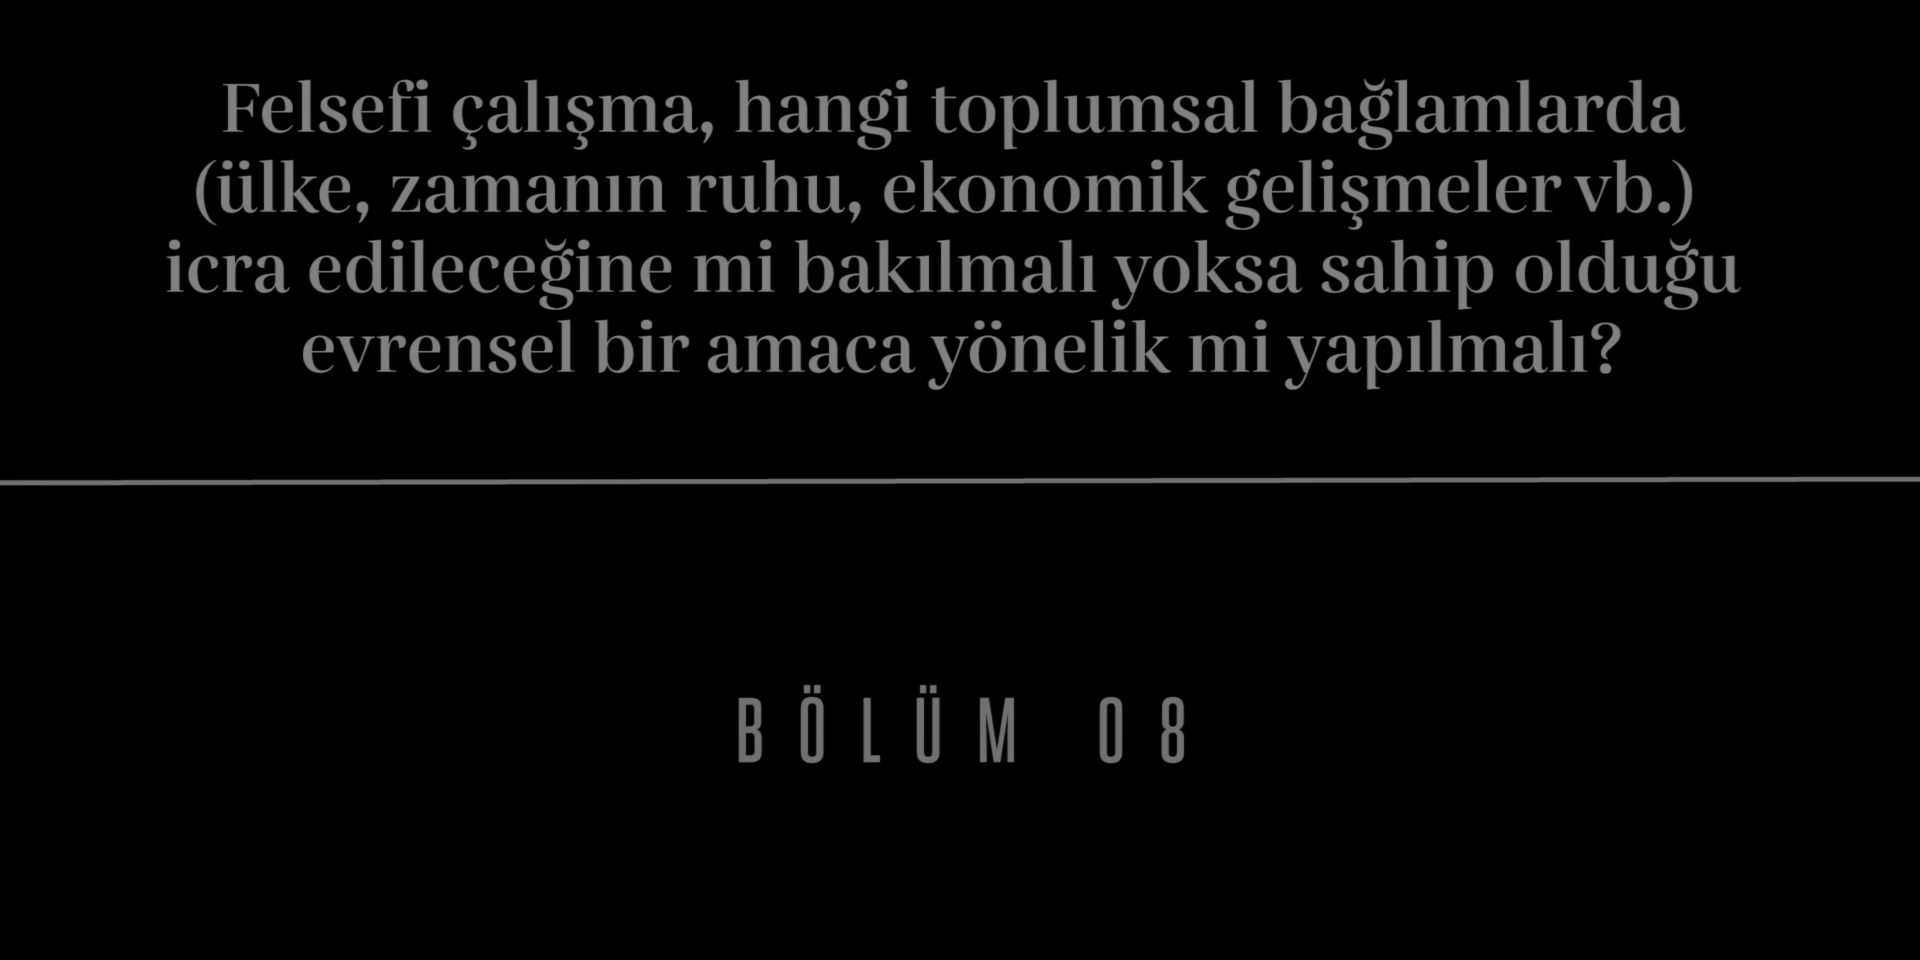 Felsefi çalışma, hangi toplumsal bağlamlarda
(ülke, zamanın ruhu, ekonomik gelişmeler vb.)
icra edileceğine mi bakılmalı yoksa sahip olduğu
evrensel bir amaca yönelik mi yapılmalı?
BÖLÜM 08